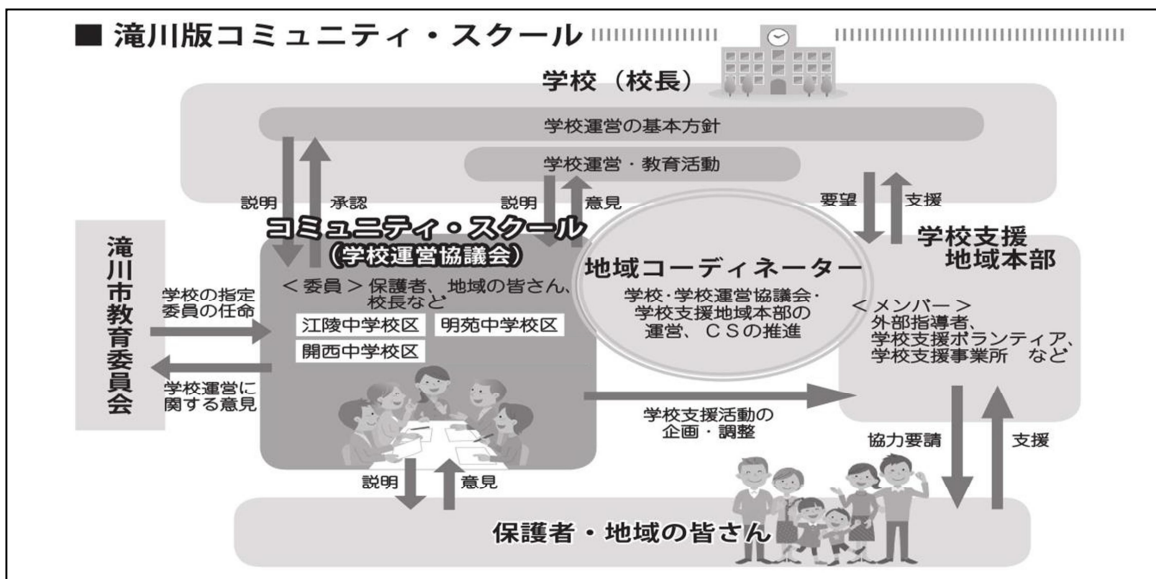 ■ 滝川版コミュニティ・スクール
学校（校長）
学校運営の基本方針
学校運営・教育活動
説明
承認
説明
意見
要望
支援
コミュニティ・スクール
（学校運営協議会）
＜委員＞保護者、地域の皆さん、
校長など
江陵中学校区
明苑中学校区
開西中学校区
滝川市教育委員会
学校の指定
委員の任命
学校運営に
関する意見
地域コーディネーター
学校・学校運営協議会・
学校支援地域本部の
運営、ＣＳの推進
学校支援
地域本部
＜メンバー＞
外部指導者、
学校支援ボランティア、
学校支援事業所 など
学校支援活動の
企画・調整
協力要請
支援
説明
意見
保護者・地域の皆さん